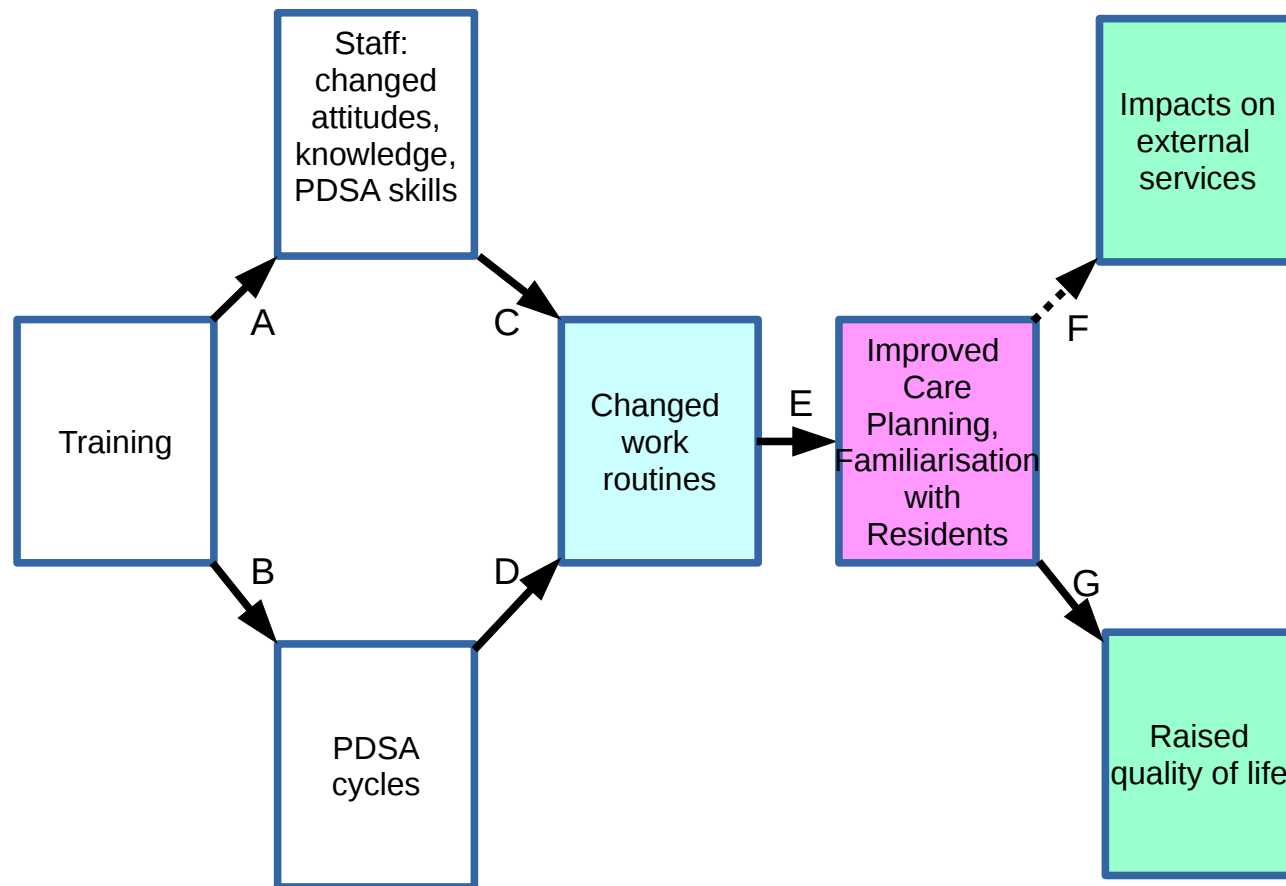 Staff:
changed
attitudes,
knowledge,
PDSA skills
Impacts on
external
services
A
C
F
Training
Changed
work
routines
E
Improved
Care
Planning,
Familiarisation
with
Residents
B
D
G
PDSA
cycles
Raised
quality of life